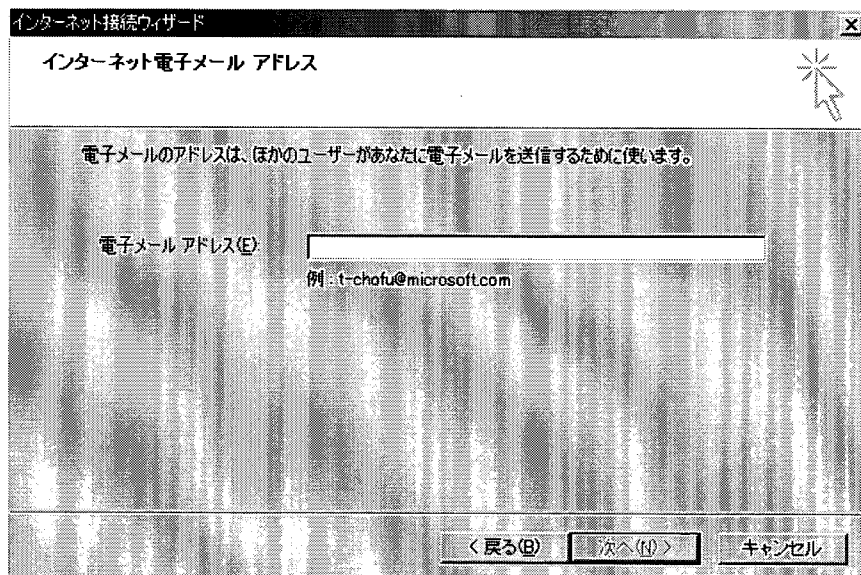 インターネット接続ウィザード
インターネット電子メール アドレス
電子メールのアドレスは、ほかのユーザーがあなたに電子メールを送信するために使います。
電子メール アドレス(E):
例 : t-chofu@microsoft.com
< 戻る(B)
次へ(N) >
キャンセル